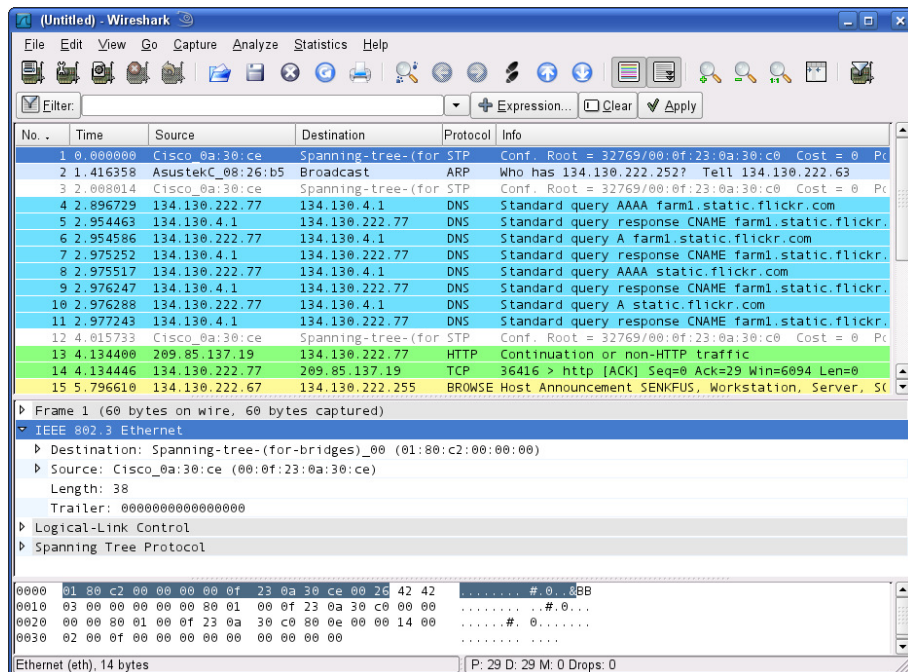 (Untitled) - Wireshark
File Edit View Go Capture Analyze Statistics Help
Filter: Expression... Clear Apply
No. . Time Source Destination Protocol Info
1 0.000000 Cisco_0a:30:ce Spanning-tree-(for STP Conf. Root = 32769/00:0f:23:0a:30:c0 Cost = 0 Po
2 1.416358 AsustekC_08:26:b5 Broadcast ARP Who has 134.130.222.252? Tell 134.130.222.63
3 2.008014 Cisco_0a:30:ce Spanning-tree-(for STP Conf. Root = 32769/00:0f:23:0a:30:c0 Cost = 0 Po
4 2.896729 134.130.222.77 134.130.4.1 DNS Standard query AAAA farm1.static.flickr.com
5 2.954463 134.130.4.1 134.130.222.77 DNS Standard query response CNAME farm1.static.flickr.
6 2.954586 134.130.222.77 134.130.4.1 DNS Standard query A farm1.static.flickr.com
7 2.975252 134.130.4.1 134.130.222.77 DNS Standard query response CNAME farm1.static.flickr.
8 2.975517 134.130.222.77 134.130.4.1 DNS Standard query AAAA static.flickr.com
9 2.976247 134.130.4.1 134.130.222.77 DNS Standard query response CNAME farm1.static.flickr.
10 2.976288 134.130.222.77 134.130.4.1 DNS Standard query A static.flickr.com
11 2.977243 134.130.4.1 134.130.222.77 DNS Standard query response CNAME farm1.static.flickr.
12 4.015733 Cisco_0a:30:ce Spanning-tree-(for STP Conf. Root = 32769/00:0f:23:0a:30:c0 Cost = 0 Po
13 4.134400 209.85.137.19 134.130.222.77 HTTP Continuation or non-HTTP traffic
14 4.134446 134.130.222.77 209.85.137.19 TCP 36416 > http [ACK] Seq=0 Ack=29 Win=6094 Len=0
15 5.796610 134.130.222.67 134.130.222.255 BROWSE Host Announcement SENKFUS, Workstation, Server, SQ
Frame 1 (60 bytes on wire, 60 bytes captured)
IEEE 802.3 Ethernet
Destination: Spanning-tree-(for-bridges)_00 (01:80:c2:00:00:00)
Source: Cisco_0a:30:ce (00:0f:23:0a:30:ce)
Length: 38
Trailer: 0000000000000000
Logical-Link Control
Spanning Tree Protocol
0000 01 80 c2 00 00 00 00 0f 23 0a 30 ce 00 26 42 42 ........ #.0..&BB
0010 03 00 00 00 00 00 80 01 00 0f 23 0a 30 c0 00 00 ........ ..#.0...
0020 00 00 80 01 00 0f 23 0a 30 c0 80 0e 00 00 14 00 ......#. 0.......
0030 02 00 0f 00 00 00 00 00 00 00 00 00 ........ ....
Ethernet (eth), 14 bytes P: 29 D: 29 M: 0 Drops: 0